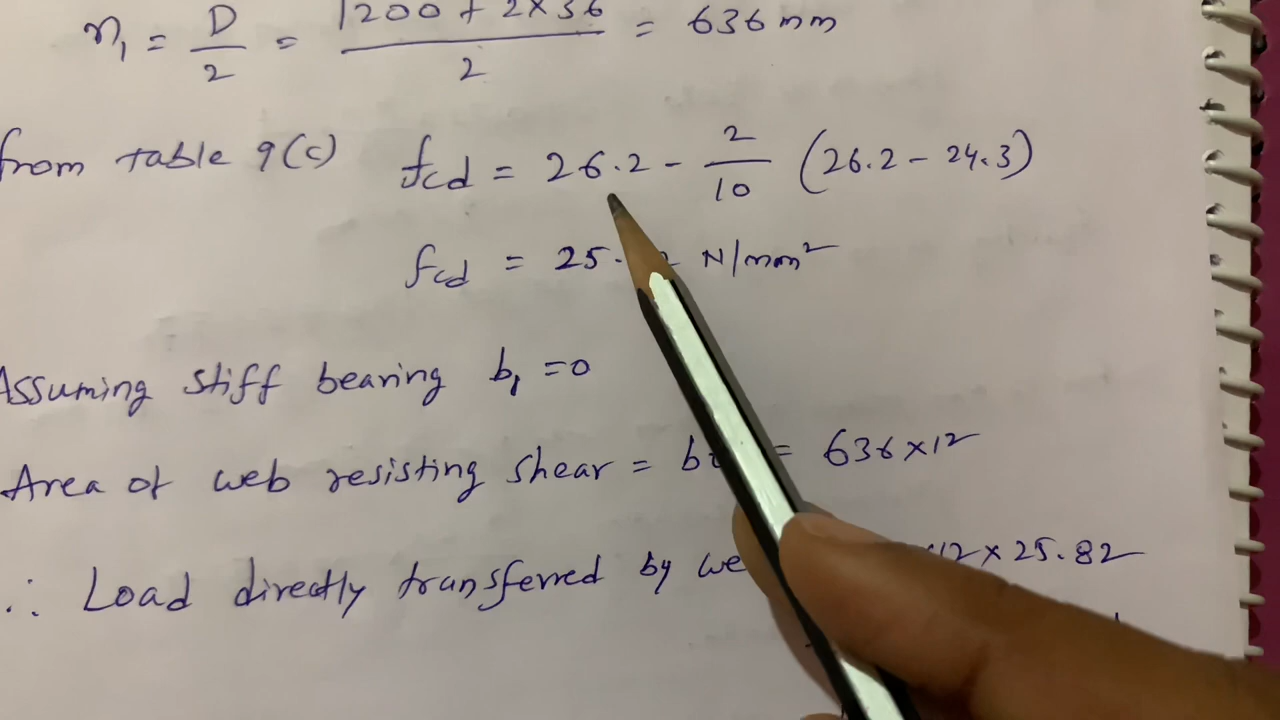 n₁ = D/2 = (1200 + 2×36)/2 = 636 mm
from table 9(c) fcd = 26.2 - 2/10 (26.2 - 24.3)
fcd = 25. N/mm²
Assuming stiff bearing b₁ = 0
Area of web resisting shear = b = 636×12
∴ Load directly transferred by we ×12×25.82